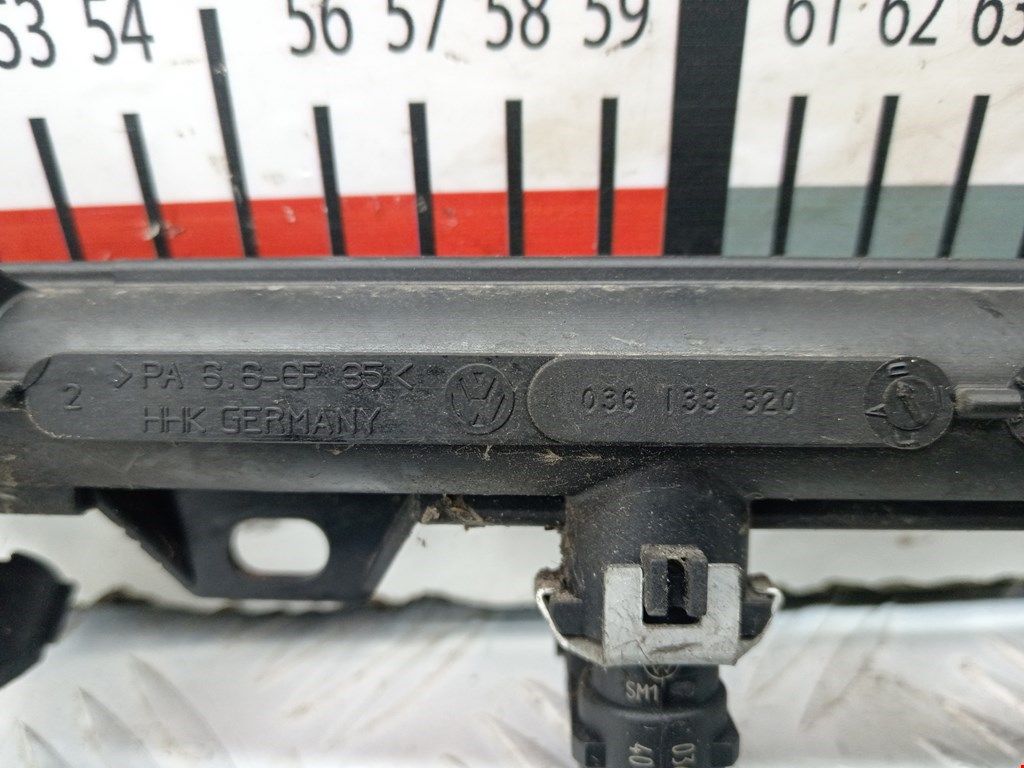 53 54 56 57 58 59 61 62 63
2 >PA 6.6-GF 35<
HHK GERMANY
036 133 320
SM1